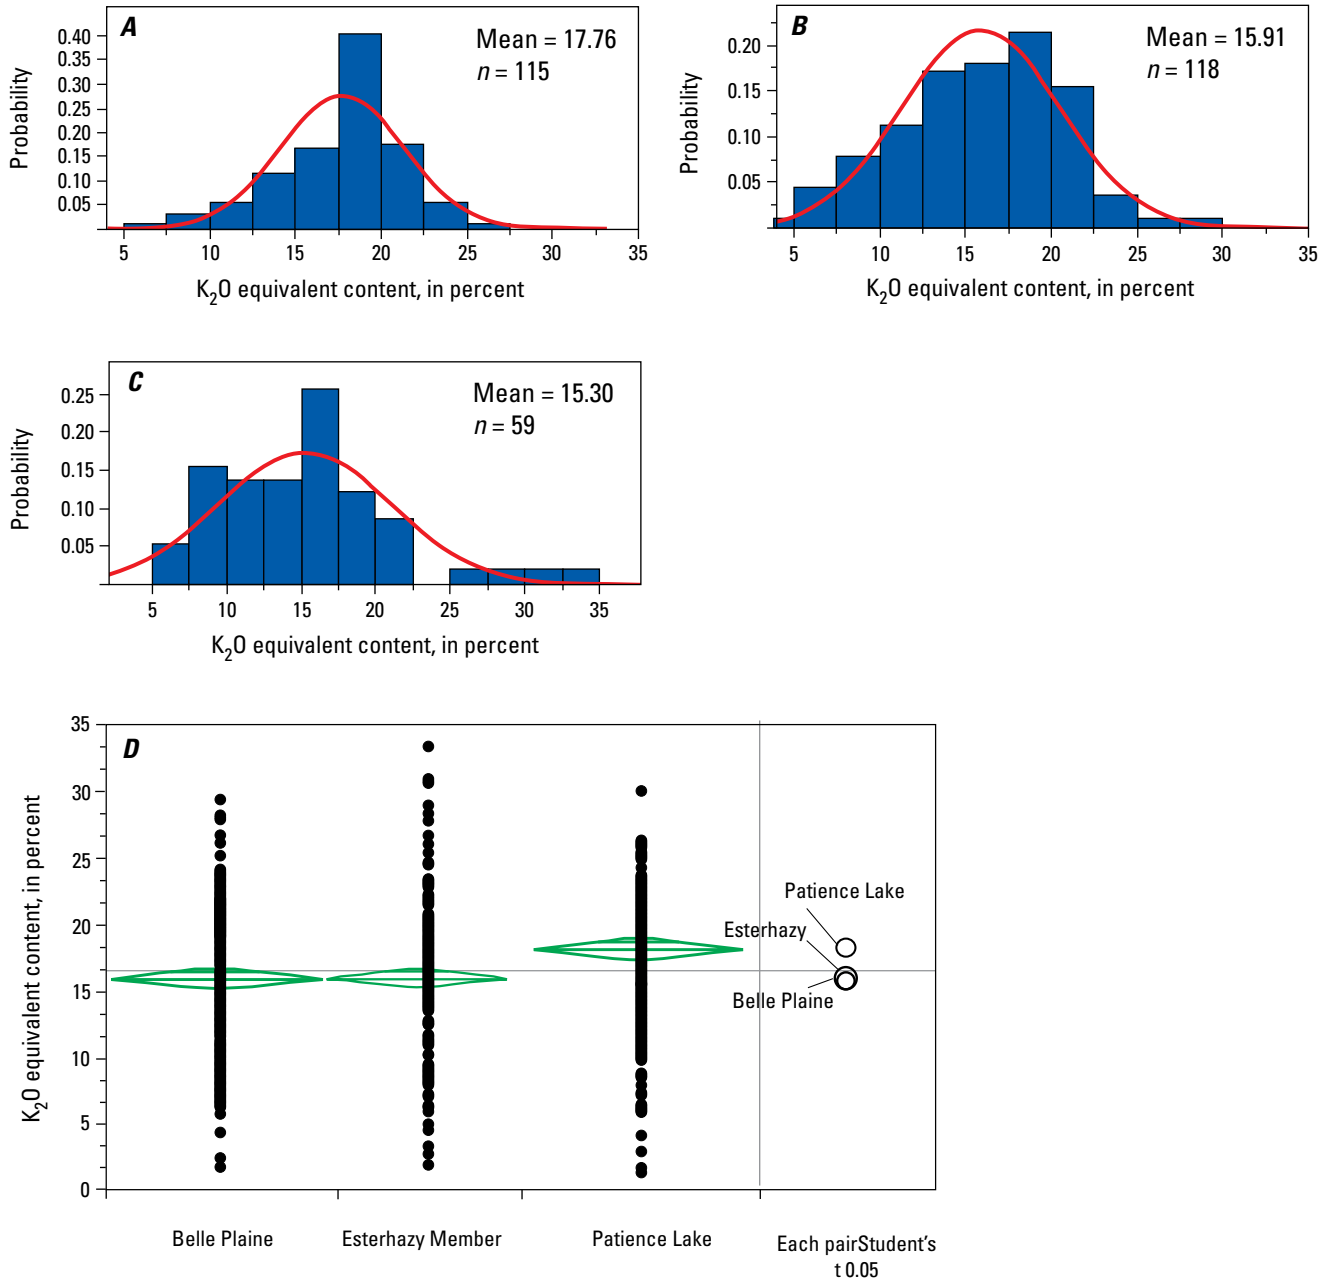 A
Mean = 17.76
n = 115
Probability
0.40
0.35
0.30
0.25
0.20
0.15
0.10
0.05
5 10 15 20 25 30 35
K2O equivalent content, in percent
B
Mean = 15.91
n = 118
Probability
0.20
0.15
0.10
0.05
5 10 15 20 25 30 35
K2O equivalent content, in percent
C
Mean = 15.30
n = 59
Probability
0.25
0.20
0.15
0.10
0.05
5 10 15 20 25 30 35
K2O equivalent content, in percent
D
K2O equivalent content, in percent
35
30
25
20
15
10
5
0
Patience Lake
Esterhazy
Belle Plaine
Belle Plaine
Esterhazy Member
Patience Lake
Each pairStudent's
t 0.05